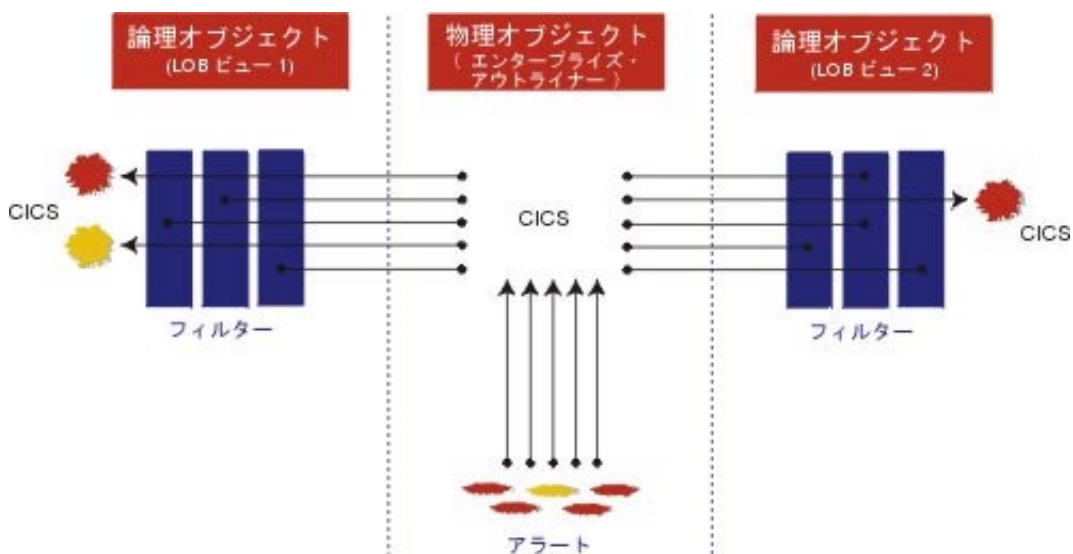 論理オブジェクト
(LOB ビュー 1)
物理オブジェクト
( エンタープライズ・
アウトライナー )
論理オブジェクト
(LOB ビュー 2)
CICS
CICS
CICS
フィルター
フィルター
アラート